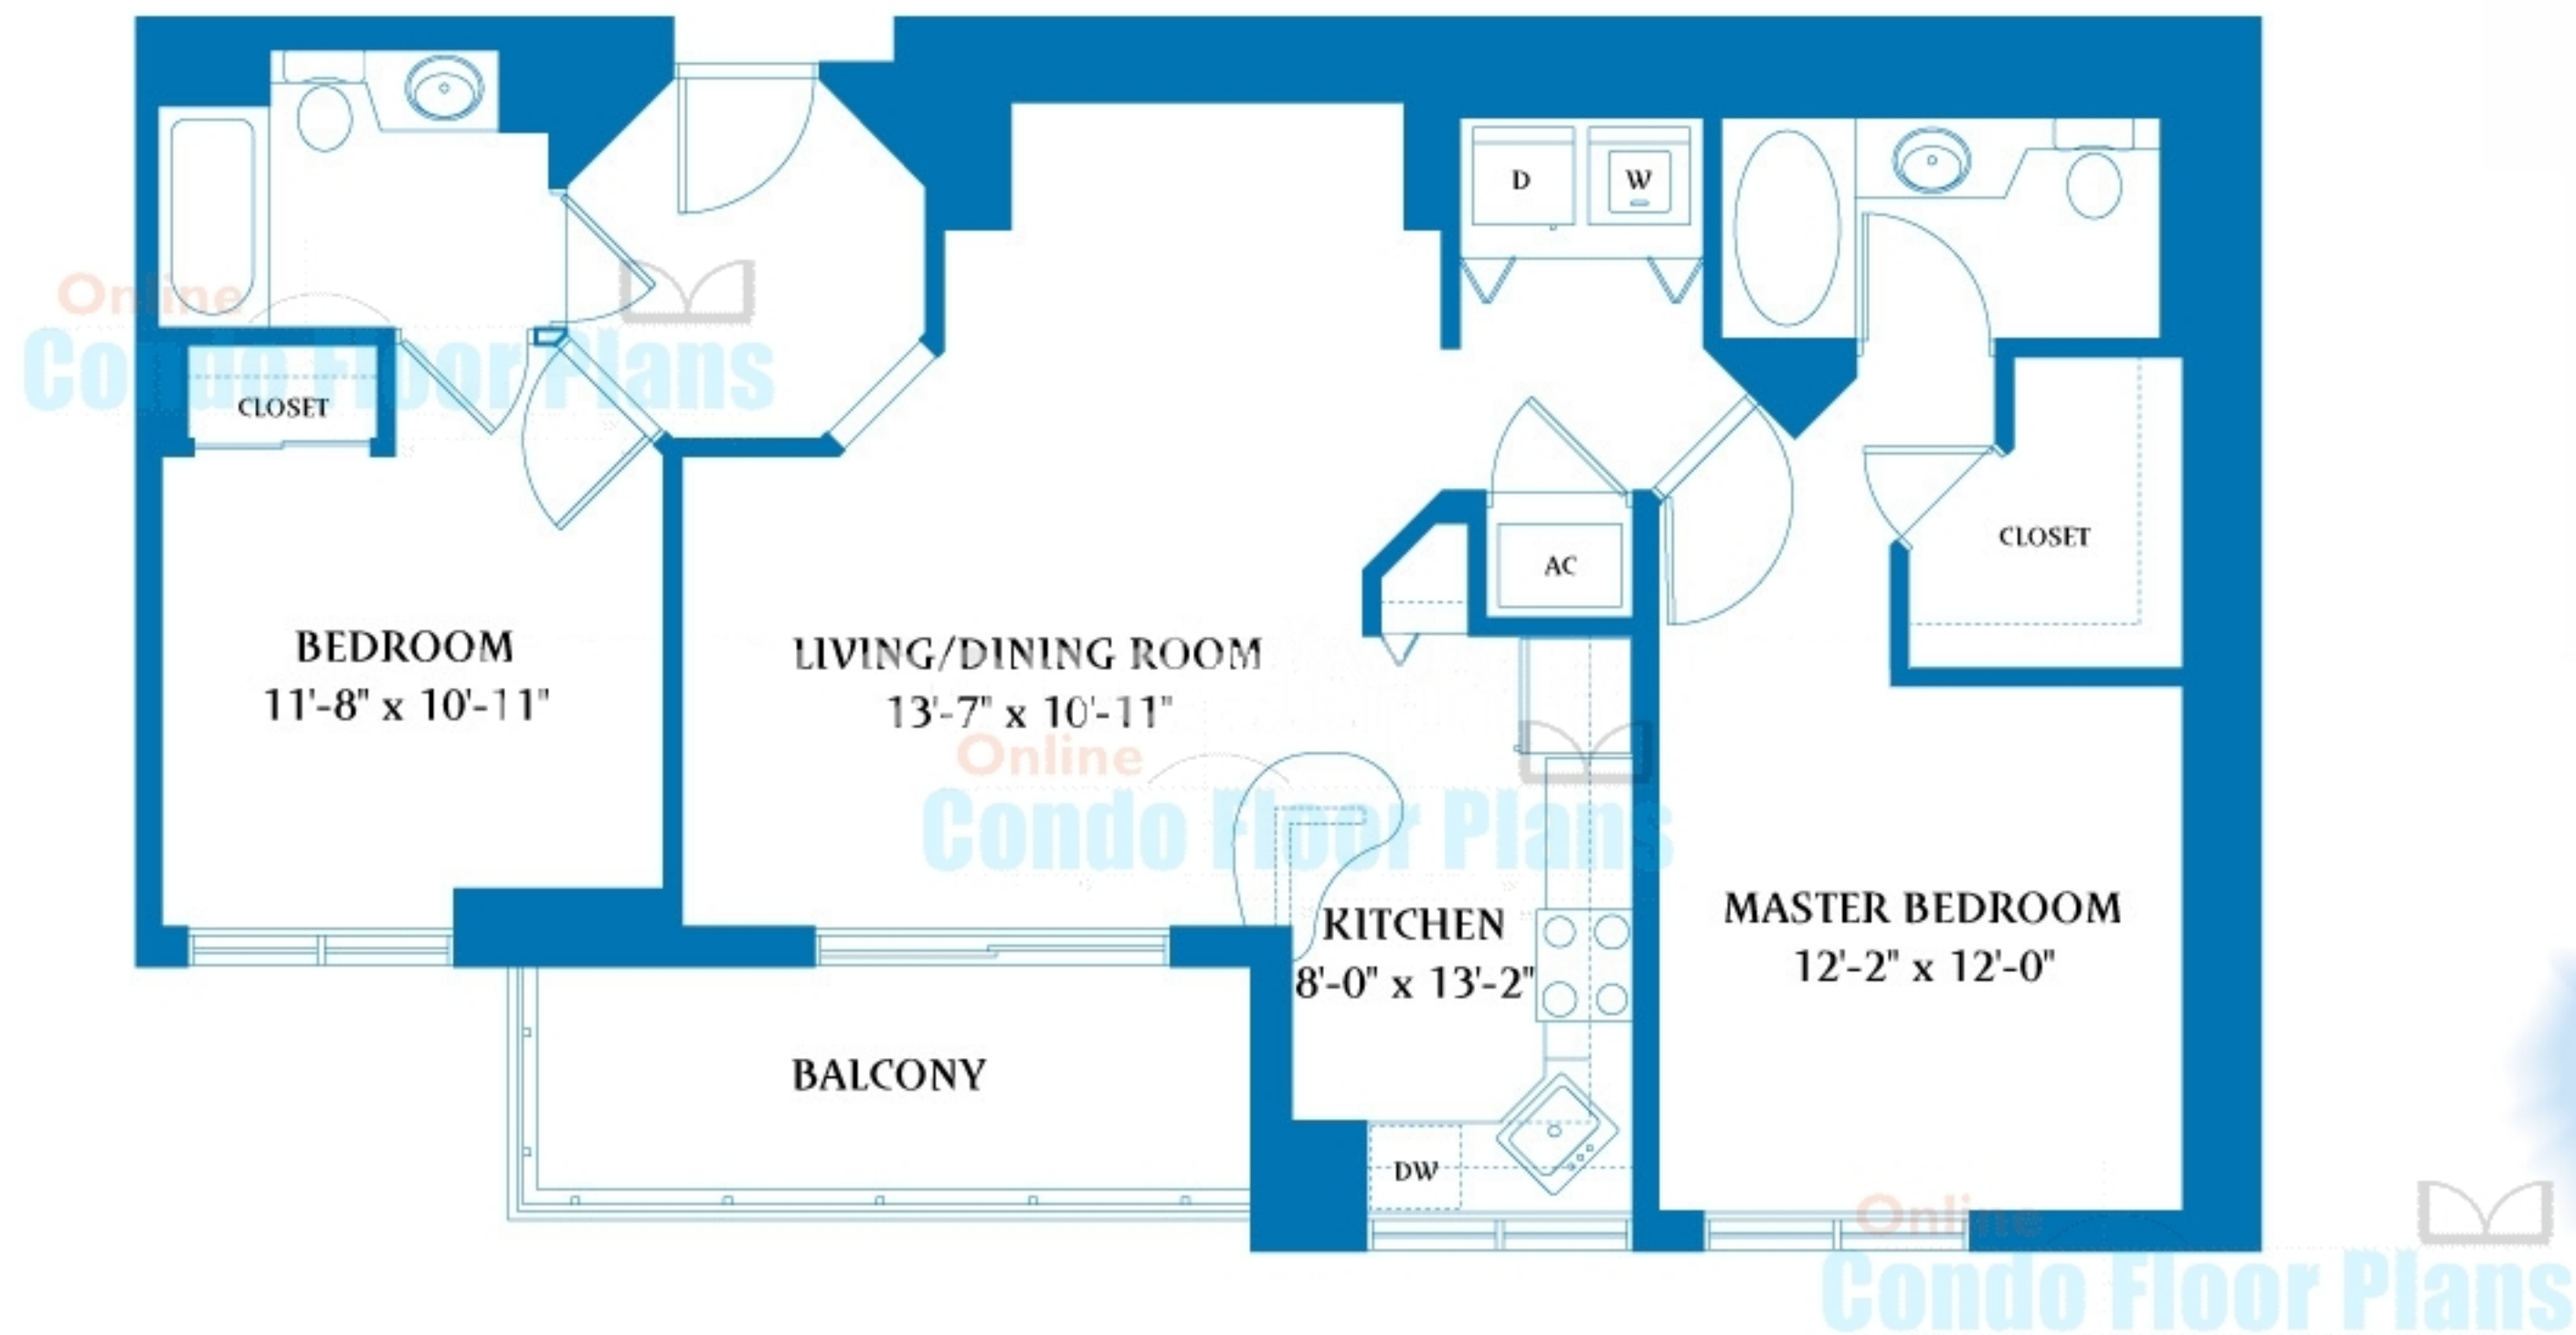 D
W
Online
Condo Floor Plans
CLOSET
CLOSET
AC
BEDROOM
11'-8" x 10'-11"
LIVING/DINING ROOM
13'-7" x 10'-11"
Online
Condo Floor Plans
KITCHEN
8'-0" x 13'-2"
MASTER BEDROOM
12'-2" x 12'-0"
BALCONY
DW
Online
Condo Floor Plans